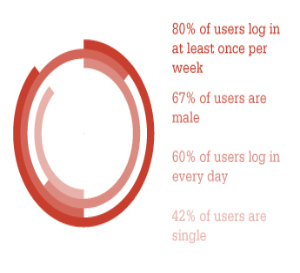 80% of users log in
at least once per
week
67% of users are
male
60% of users log in
every day
42% of users are
single